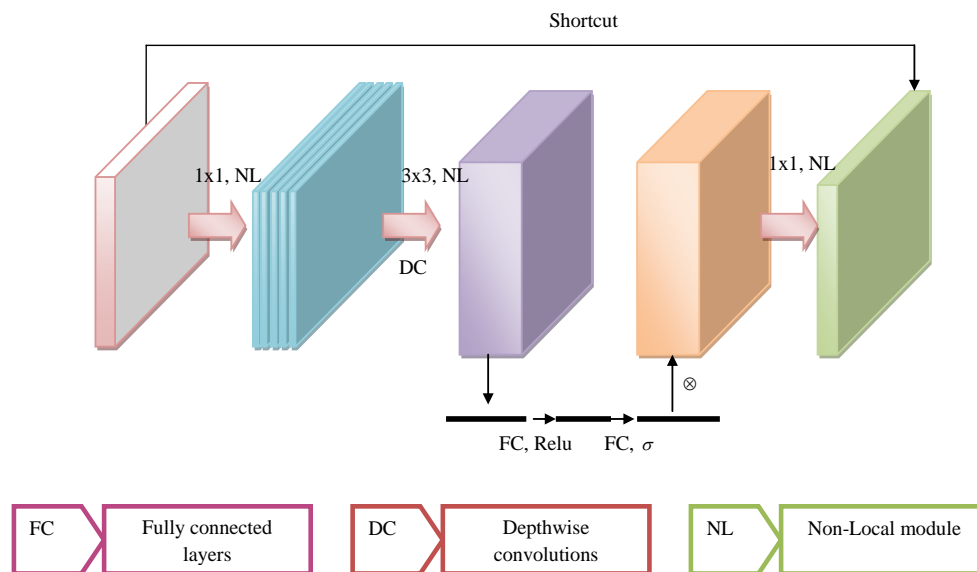 Shortcut
1x1, NL
3x3, NL
1x1, NL
DC
⊗
FC, Relu
FC, σ
FC
Fully connected
layers
DC
Depthwise
convolutions
NL
Non-Local module